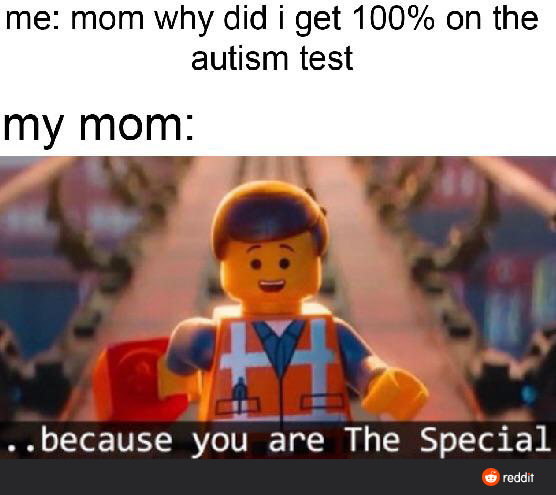 me: mom why did i get 100% on the
autism test
my mom:
..because you are The Special
reddit